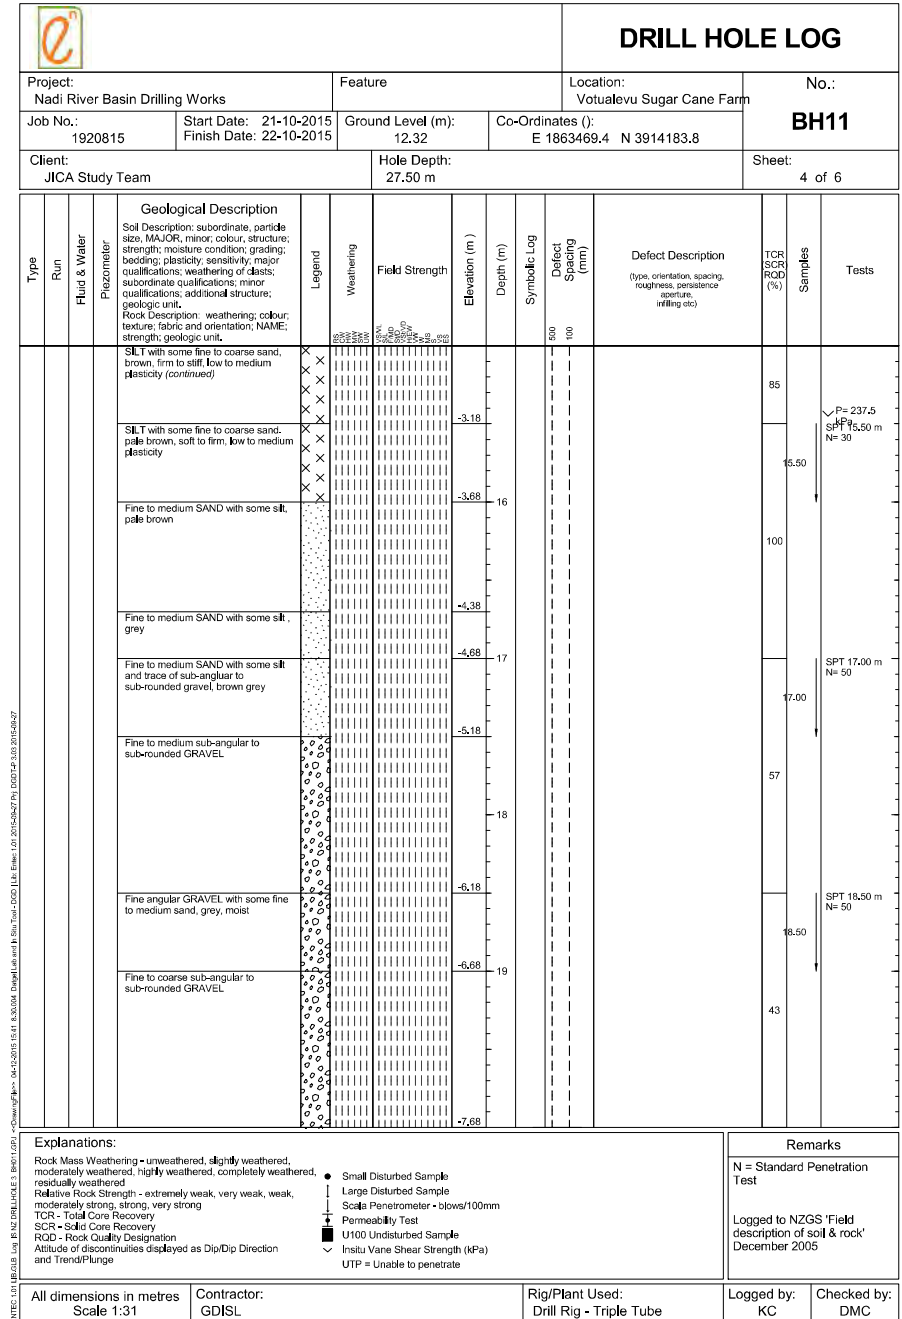 DRILL HOLE LOG
Project:
Nadi River Basin Drilling Works
Feature
Location:
Votualevu Sugar Cane Farm
No.:
BH11
Job No.:
1920815
Start Date: 21-10-2015
Finish Date: 22-10-2015
Ground Level (m):
12.32
Co-Ordinates ():
E 1863469.4 N 3914183.8
Client:
JICA Study Team
Hole Depth:
27.50 m
Sheet:
4 of 6
Type
Run
Fluid & Water
Piezometer
Geological Description
Soil Description: subordinate, particle
size, MAJOR, minor; colour, structure;
strength; moisture condition; grading;
bedding; plasticity; sensitivity; major
qualifications; weathering of clasts;
subordinate qualifications; minor
qualifications; additional structure;
geologic unit.
Rock Description: weathering; colour;
texture; fabric and orientation; NAME;
strength; geologic unit.
Legend
Weathering
Field Strength
Elevation (m)
Depth (m)
Symbolic Log
Defect
Spacing
(mm)
500
100
Defect Description
(type, orientation, spacing,
roughness, persistence
aperture,
infilling etc)
TCR
(SCR)
RQD
(%)
Samples
Tests
SILT with some fine to coarse sand,
brown, firm to stiff, low to medium
plasticity (continued)
85
P= 237.5
kPa
-3.18
SILT with some fine to coarse sand.
pale brown, soft to firm, low to medium
plasticity
SPT 15.50 m
N= 30
15.50
-3.68
16
Fine to medium SAND with some silt,
pale brown
100
-4.38
Fine to medium SAND with some silt ,
grey
-4.68
17
Fine to medium SAND with some silt
and trace of sub-angluar to
sub-rounded gravel, brown grey
SPT 17.00 m
N= 50
17.00
-5.18
Fine to medium sub-angular to
sub-rounded GRAVEL
57
18
-6.18
Fine angular GRAVEL with some fine
to medium sand, grey, moist
SPT 18.50 m
N= 50
18.50
-6.68
19
Fine to coarse sub-angular to
sub-rounded GRAVEL
43
-7.68
Explanations:
Rock Mass Weathering - unweathered, slightly weathered,
moderately weathered, highly weathered, completely weathered,
residually weathered
Relative Rock Strength - extremely weak, very weak, weak,
moderately strong, strong, very strong
TCR - Total Core Recovery
SCR - Solid Core Recovery
RQD - Rock Quality Designation
Attitude of discontinuities displayed as Dip/Dip Direction
and Trend/Plunge
Small Disturbed Sample
Large Disturbed Sample
Scala Penetrometer - blows/100mm
Permeability Test
U100 Undisturbed Sample
Insitu Vane Shear Strength (kPa)
UTP = Unable to penetrate
Remarks
N = Standard Penetration
Test
Logged to NZGS 'Field
description of soil & rock'
December 2005
All dimensions in metres
Scale 1:31
Contractor:
GDISL
Rig/Plant Used:
Drill Rig - Triple Tube
Logged by:
KC
Checked by:
DMC